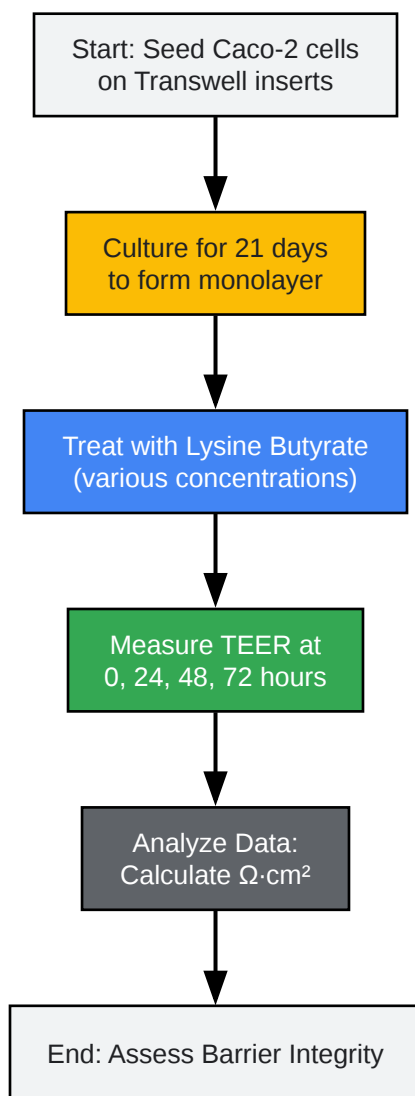 Start: Seed Caco-2 cells
on Transwell inserts
Culture for 21 days
to form monolayer
Treat with Lysine Butyrate
(various concentrations)
Measure TEER at
0, 24, 48, 72 hours
Analyze Data:
Calculate Ω·cm²
End: Assess Barrier Integrity